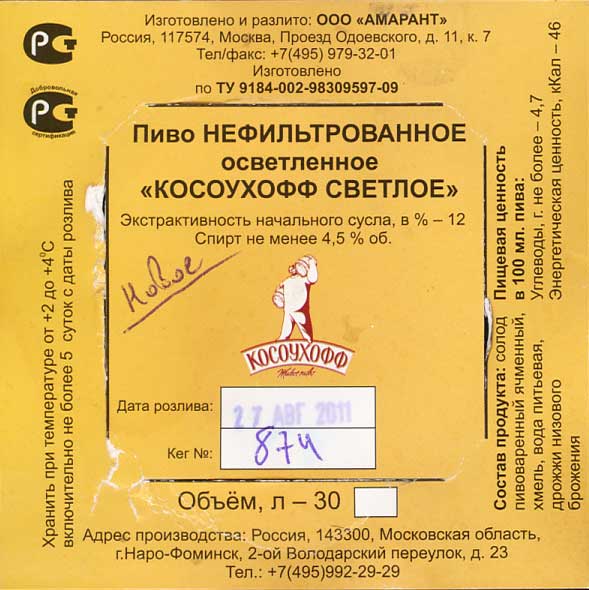 Изготовлено и разлито: ООО «АМАРАНТ»
Россия, 117574, Москва, Проезд Одоевского, д. 11, к. 7
Тел/факс: +7(495) 979-32-01
Изготовлено
по ТУ 9184-002-98309597-09
Добровольная
сертификация
Пиво НЕФИЛЬТРОВАННОЕ
осветленное
«КОСОУХОФФ СВЕТЛОЕ»
Экстрактивность начального сусла, в % – 12
Спирт не менее 4,5 % об.
Новое
КОСОУХОФФ
Живое пиво
Дата розлива: 27 АВГ 2011
Кег №: 874
Объём, л – 30
Хранить при температуре от +2 до +4°С
включительно не более 5 суток с даты розлива
Пищевая ценность
в 100 мл. пива:
Углеводы, г. не более – 4,7
Энергетическая ценность, кКал – 46
Состав продукта: солод
пивоваренный ячменный,
хмель, вода питьевая,
дрожжи низового
брожения
Адрес производства: Россия, 143300, Московская область,
г.Наро-Фоминск, 2-ой Володарский переулок, д. 23
Тел.: +7(495)992-29-29